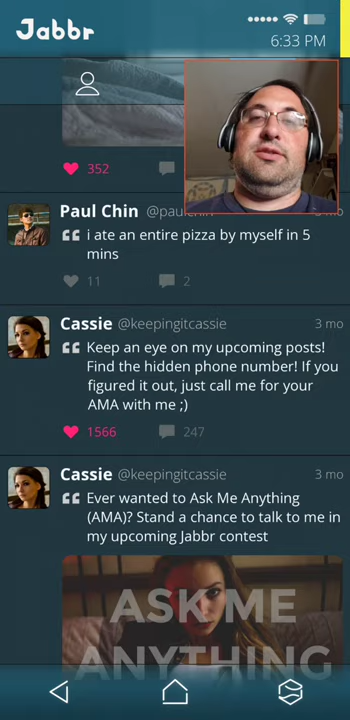 Jabbr
6:33 PM
352
Paul Chin @paulchin
3 mo
i ate an entire pizza by myself in 5
mins
11 2
Cassie @keepingitcassie 3 mo
Keep an eye on my upcoming posts!
Find the hidden phone number! If you
figured it out, just call me for your
AMA with me ;)
1566 247
Cassie @keepingitcassie 3 mo
Ever wanted to Ask Me Anything
(AMA)? Stand a chance to talk to me in
my upcoming Jabbr contest
ASK ME
ANYTHING